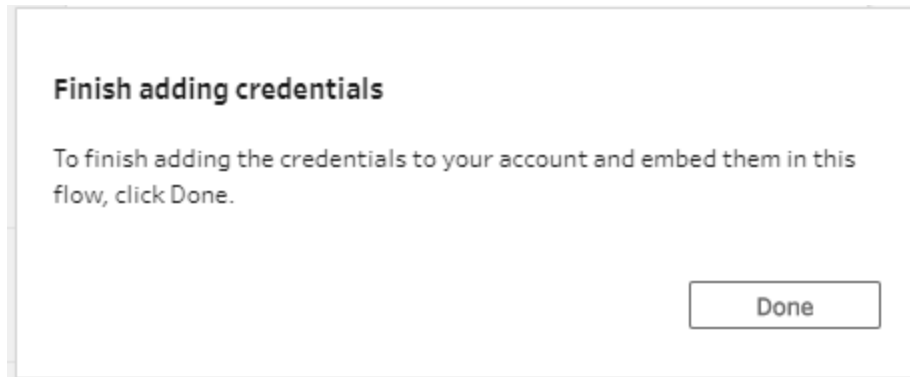 Finish adding credentials
To finish adding the credentials to your account and embed them in this
flow, click Done.
Done